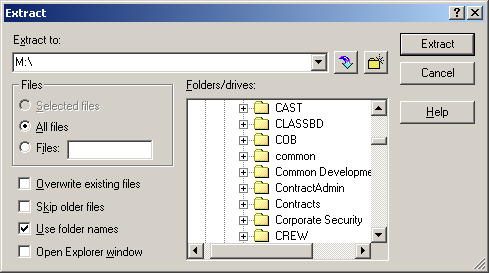 Extract
Extract to:
M:\
Extract
Cancel
Help
Files
Selected files
All files
Files:
Overwrite existing files
Skip older files
Use folder names
Open Explorer window
Folders/drives:
CAST
CLASSBD
COB
common
Common Developme
ContractAdmin
Contracts
Corporate Security
CREW